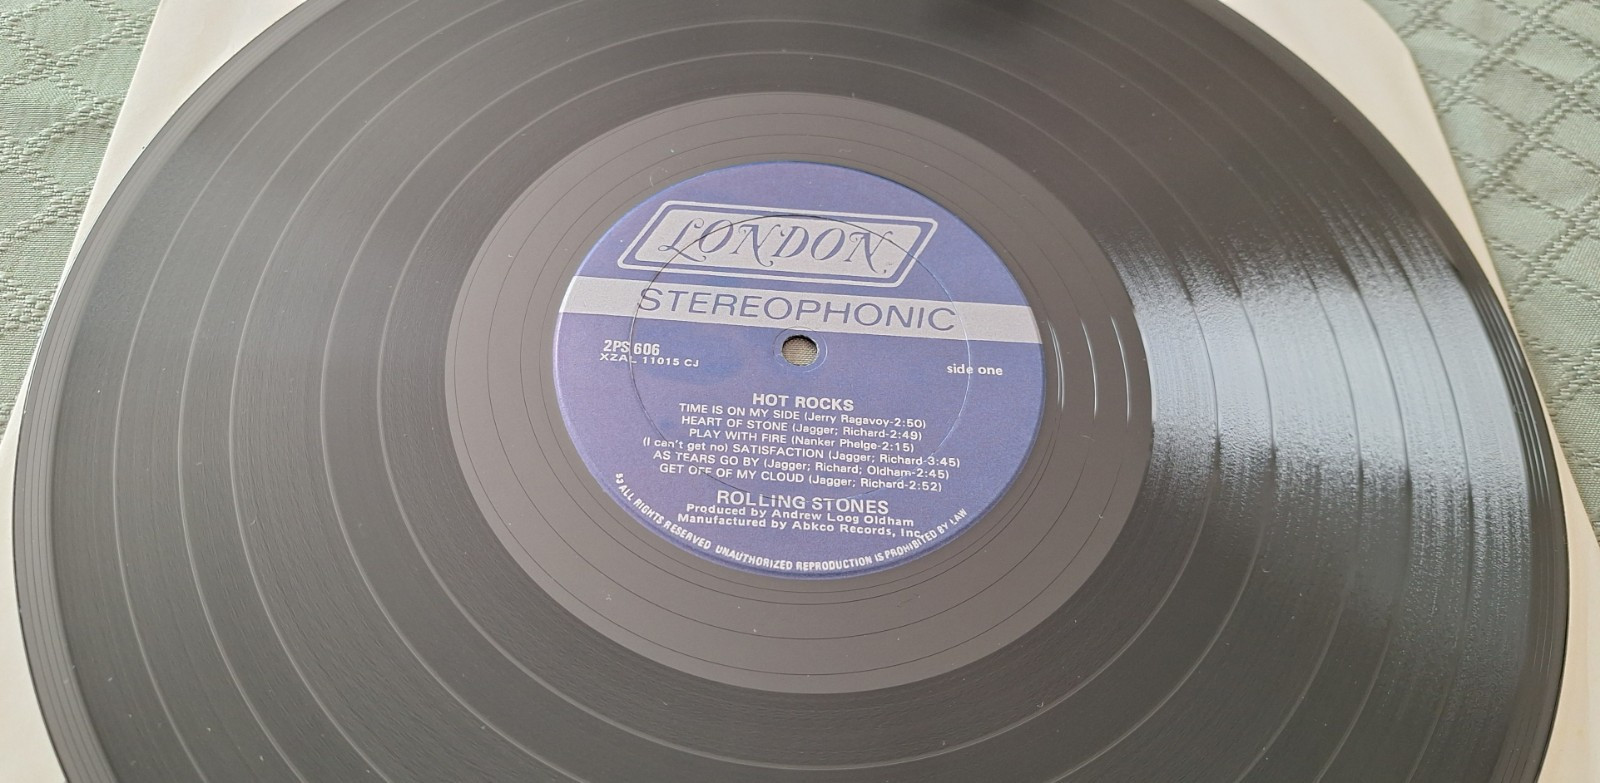 LONDON
STEREOPHONIC
2PS 606
XZAL 11015 CJ
side one
HOT ROCKS
TIME IS ON MY SIDE (Jerry Ragavoy-2:50)
HEART OF STONE (Jagger; Richard-2:49)
PLAY WITH FIRE (Nanker Phelge-2:15)
(I can't get no) SATISFACTION (Jagger; Richard-3:45)
AS TEARS GO BY (Jagger; Richard; Oldham-2:45)
GET OFF OF MY CLOUD (Jagger; Richard-2:52)
ROLLING STONES
Produced by Andrew Loog Oldham
Manufactured by Abkco Records, Inc.
ALL RIGHTS RESERVED UNAUTHORIZED REPRODUCTION IS PROHIBITED BY LAW